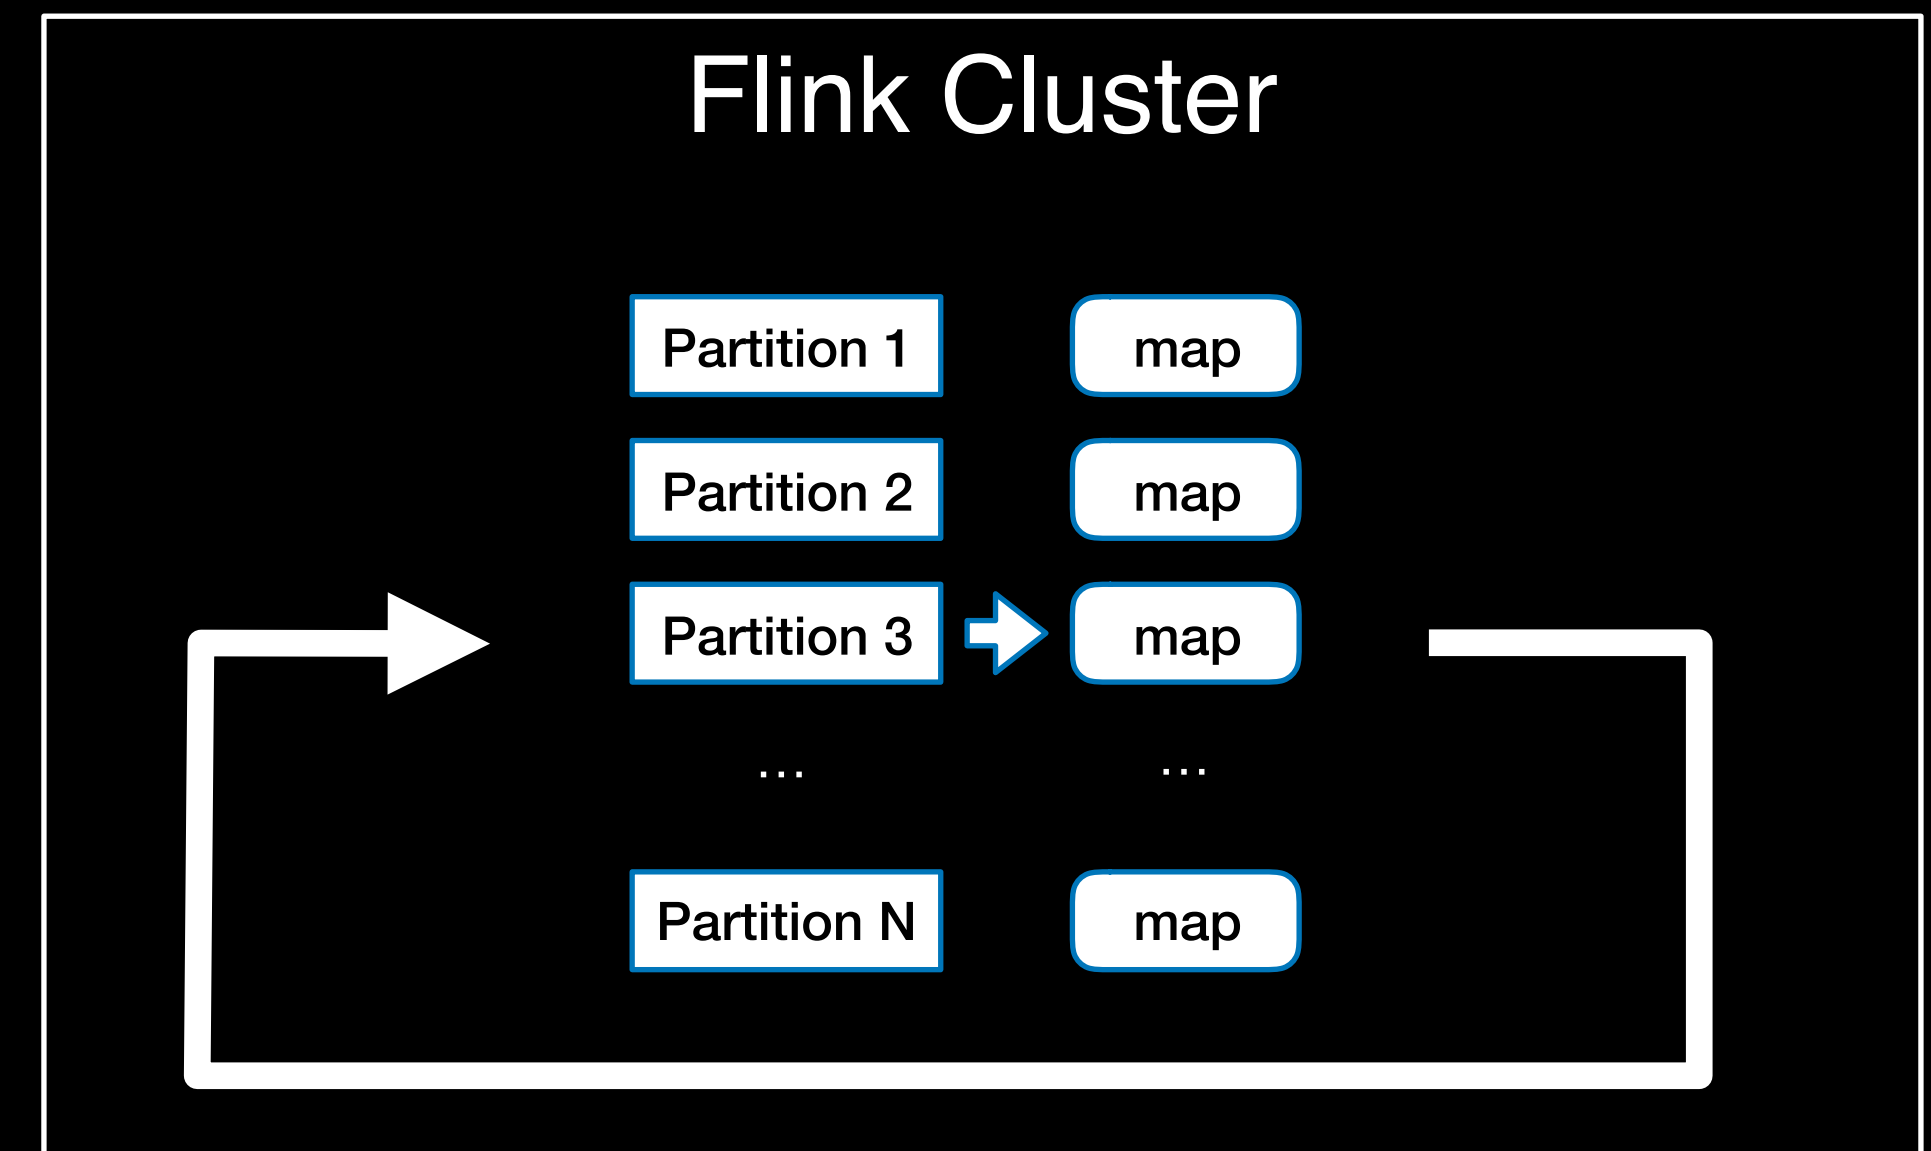 Flink Cluster
Partition 1 map
Partition 2 map
Partition 3 map
... ...
Partition N map